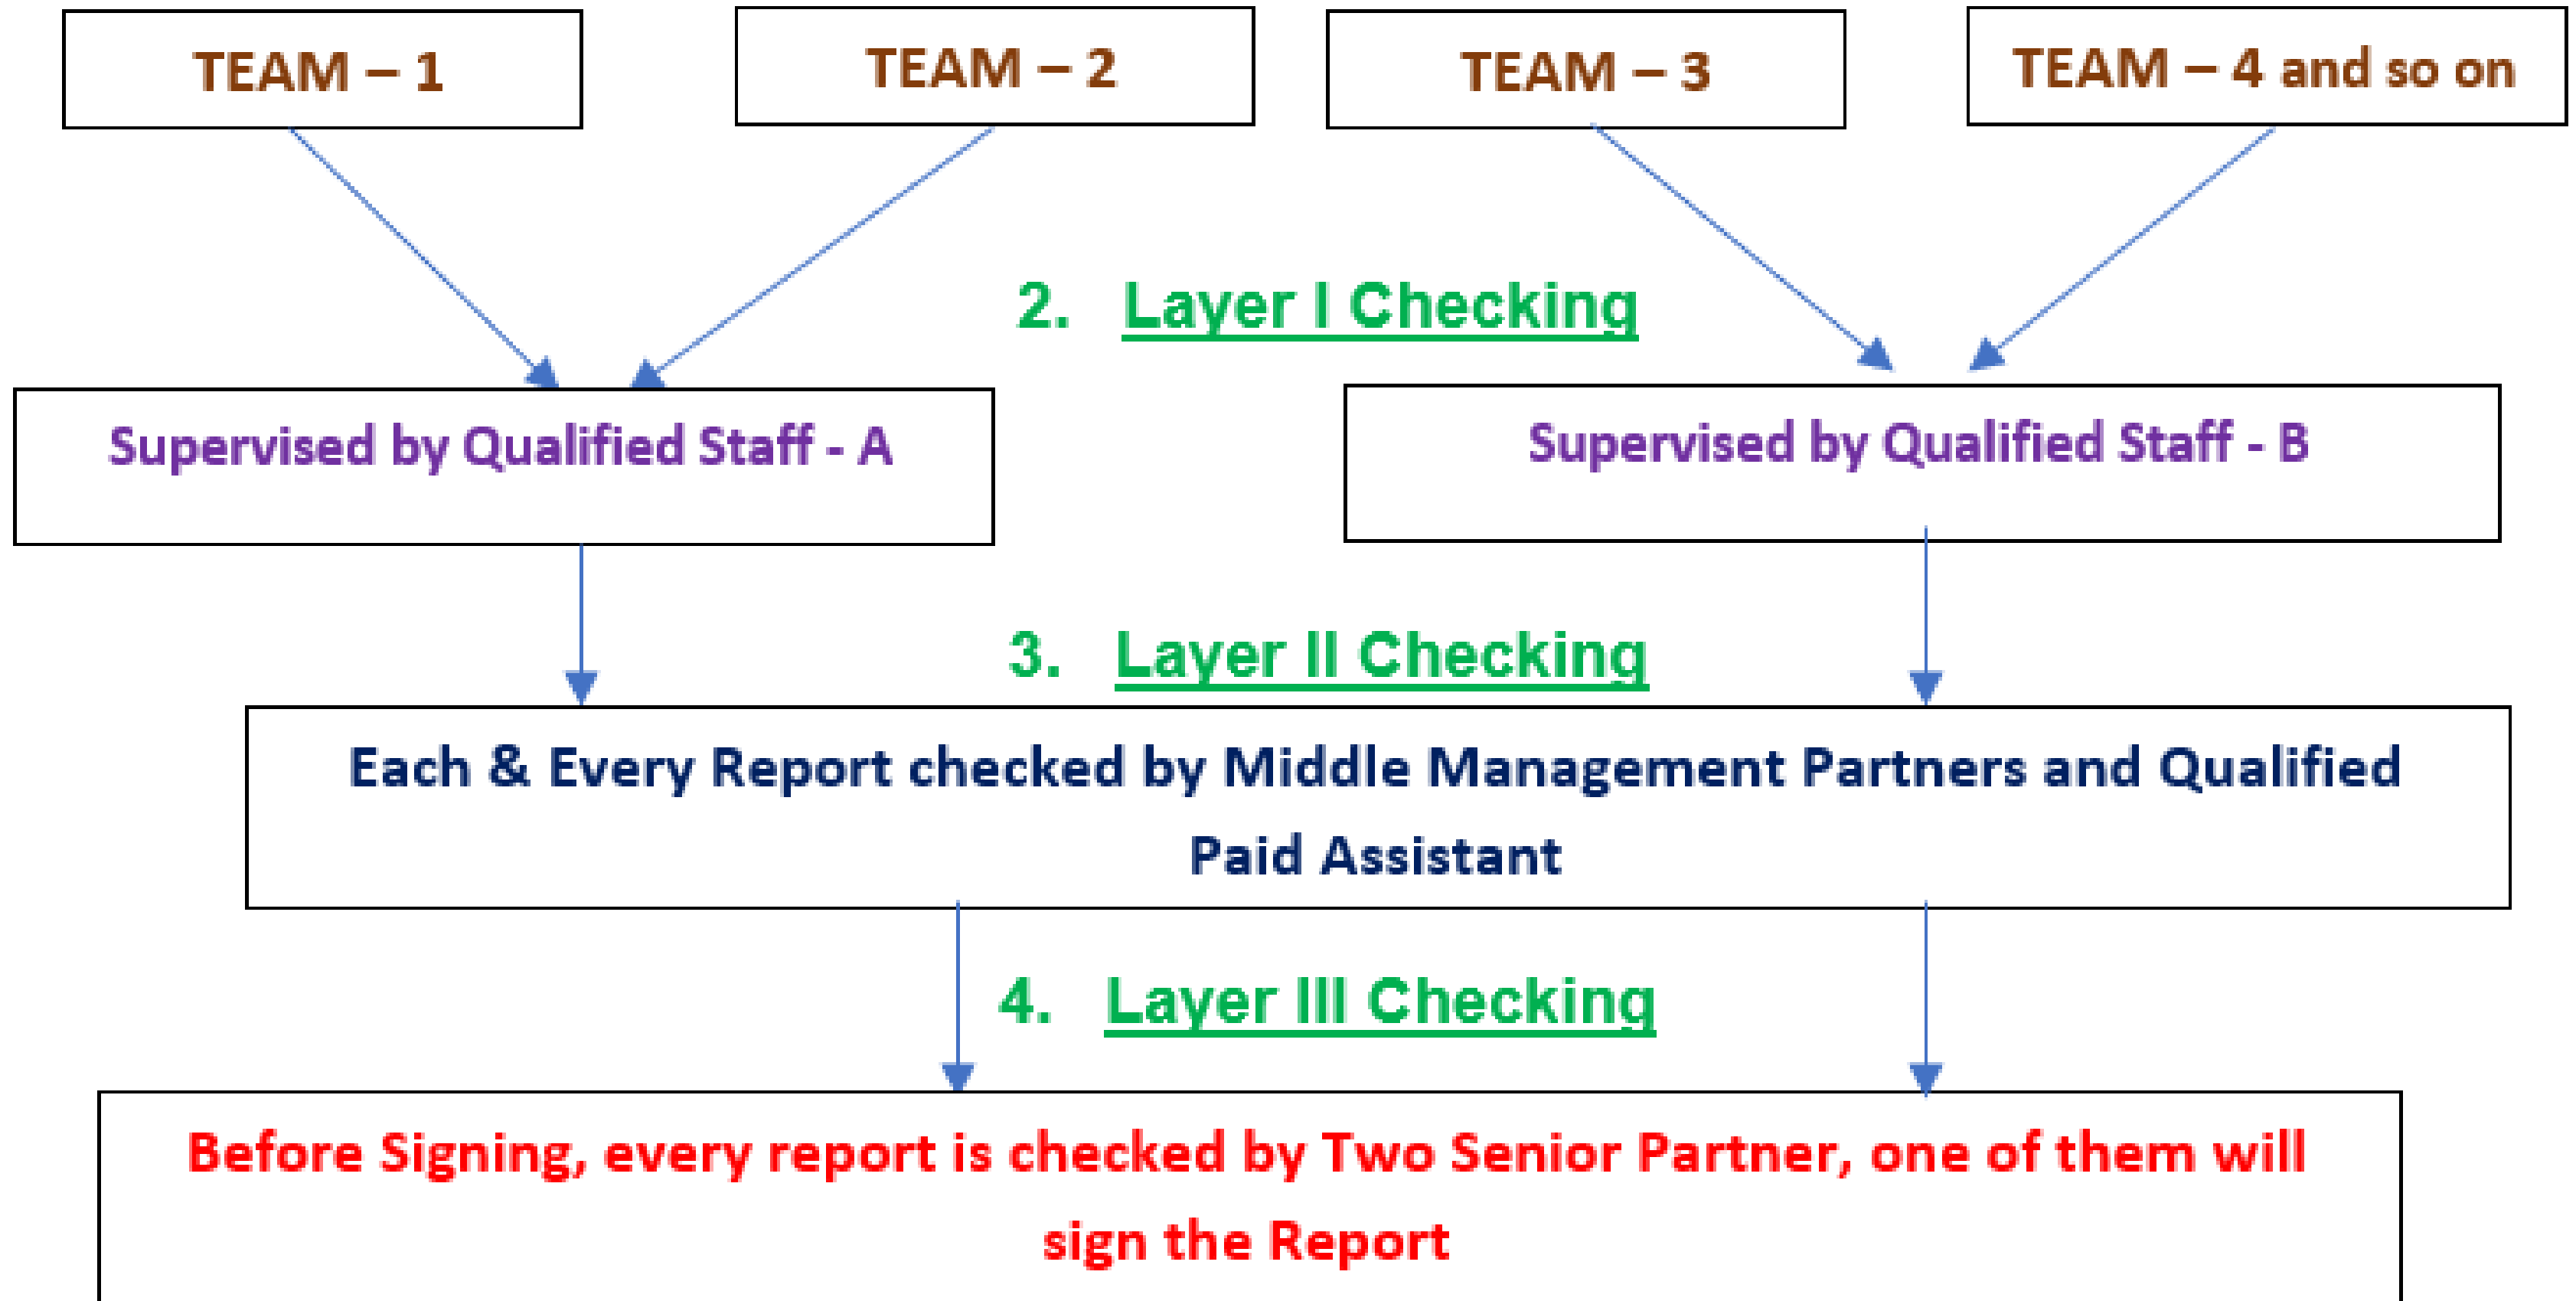 TEAM – 1
TEAM – 2
TEAM – 3
TEAM – 4 and so on
2. Layer I Checking
Supervised by Qualified Staff - A
Supervised by Qualified Staff - B
3. Layer II Checking
Each & Every Report checked by Middle Management Partners and Qualified
Paid Assistant
4. Layer III Checking
Before Signing, every report is checked by Two Senior Partner, one of them will
sign the Report